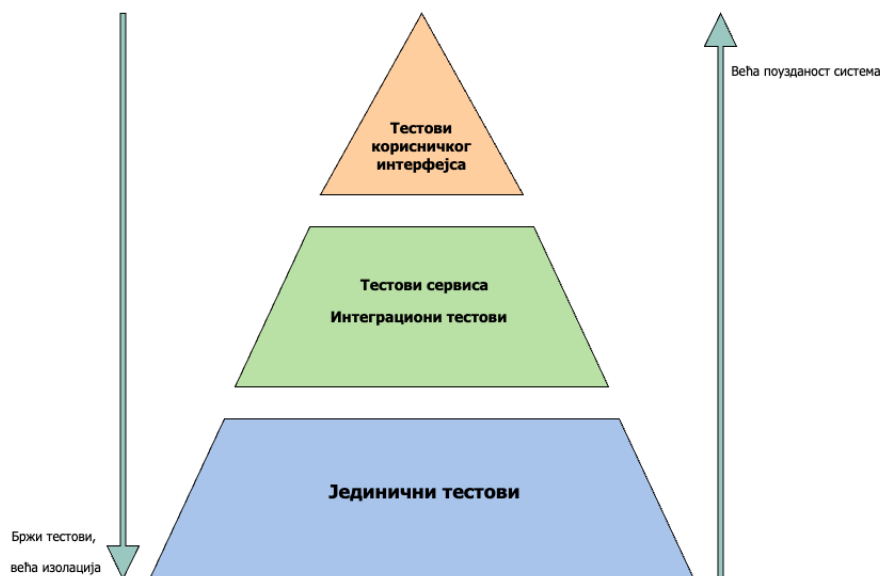 Већа поузданост система
Тестови
корисничког
интерфејса
Тестови сервиса
Интеграциони тестови
Јединични тестови
Бржи тестови,
већа изолација